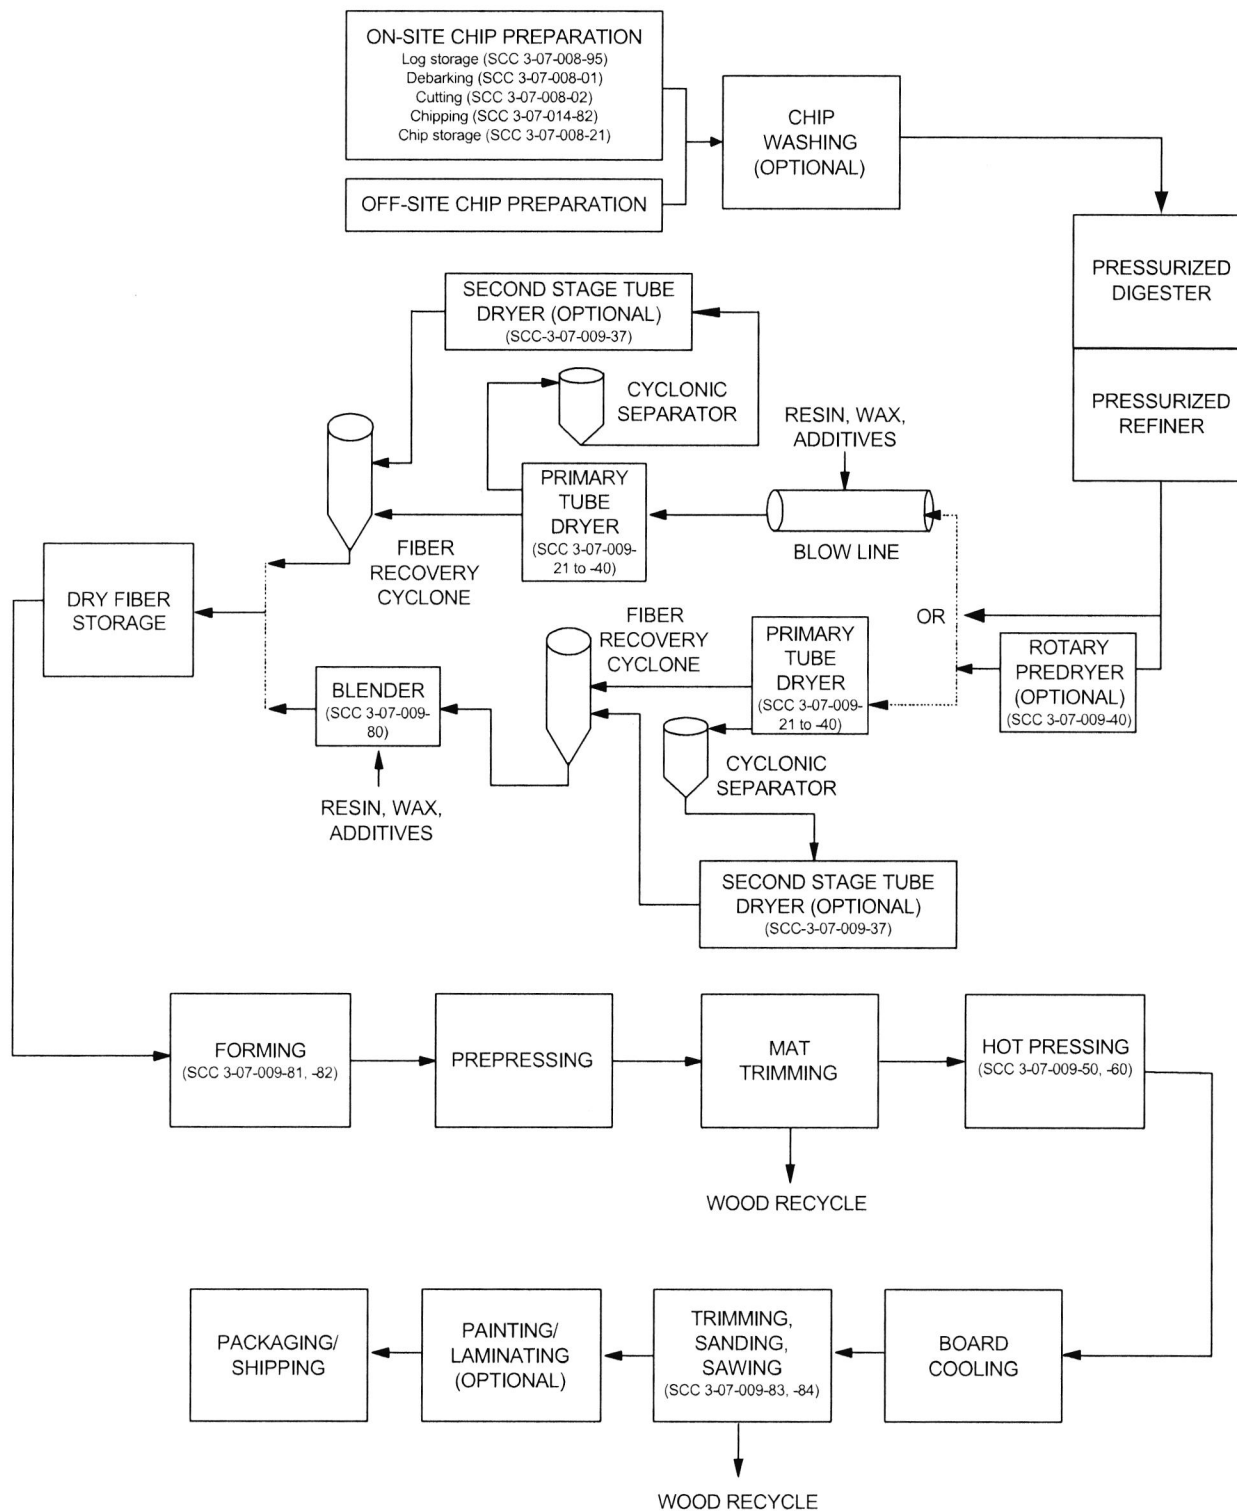 ON-SITE CHIP PREPARATION
Log storage (SCC 3-07-008-95)
Debarking (SCC 3-07-008-01)
Cutting (SCC 3-07-008-02)
Chipping (SCC 3-07-014-82)
Chip storage (SCC 3-07-008-21)
OFF-SITE CHIP PREPARATION
CHIP
WASHING
(OPTIONAL)
PRESSURIZED
DIGESTER
PRESSURIZED
REFINER
SECOND STAGE TUBE
DRYER (OPTIONAL)
(SCC-3-07-009-37)
CYCLONIC
SEPARATOR
RESIN, WAX,
ADDITIVES
PRIMARY
TUBE
DRYER
(SCC 3-07-009-
21 to -40)
BLOW LINE
FIBER
RECOVERY
CYCLONE
DRY FIBER
STORAGE
OR
ROTARY
PREDRYER
(OPTIONAL)
(SCC 3-07-009-40)
FIBER
RECOVERY
CYCLONE
PRIMARY
TUBE
DRYER
(SCC 3-07-009-
21 to -40)
BLENDER
(SCC 3-07-009-
80)
RESIN, WAX,
ADDITIVES
CYCLONIC
SEPARATOR
SECOND STAGE TUBE
DRYER (OPTIONAL)
(SCC-3-07-009-37)
FORMING
(SCC 3-07-009-81, -82)
PREPRESSING
MAT
TRIMMING
HOT PRESSING
(SCC 3-07-009-50, -60)
WOOD RECYCLE
PACKAGING/
SHIPPING
PAINTING/
LAMINATING
(OPTIONAL)
TRIMMING,
SANDING,
SAWING
(SCC 3-07-009-83, -84)
BOARD
COOLING
WOOD RECYCLE